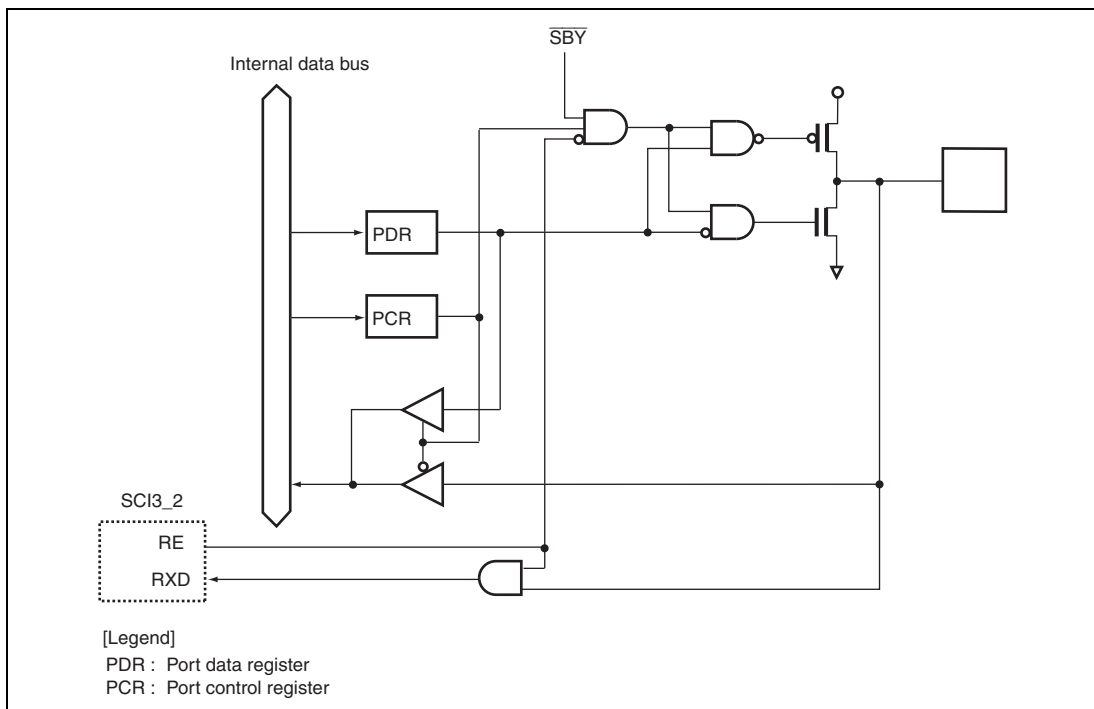 SBY
Internal data bus
PDR
PCR
SCI3_2
RE
RXD
[Legend]
PDR : Port data register
PCR : Port control register